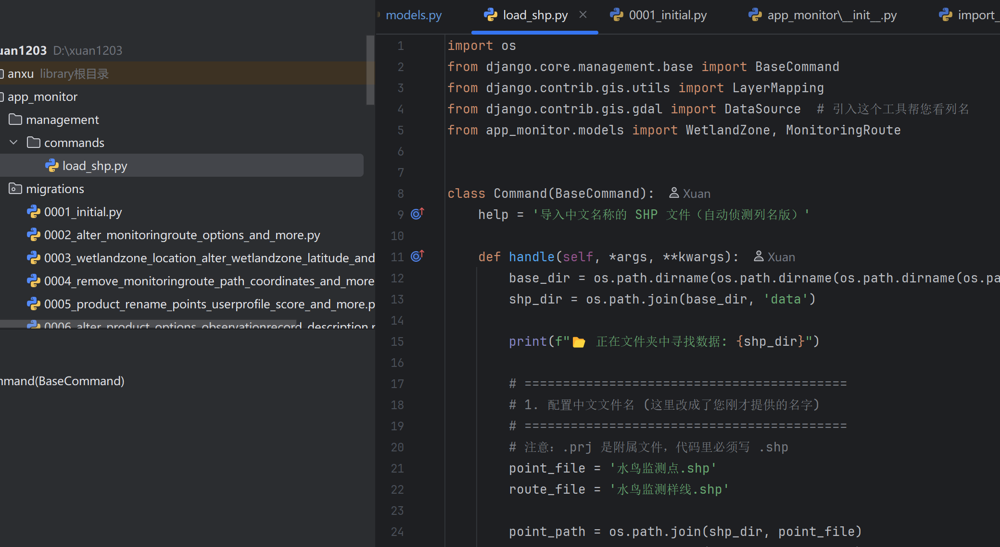 models.py
load_shp.py
0001_initial.py
app_monitor\__init__.py
import_
uan1203 D:\xuan1203
anxu library根目录
app_monitor
management
commands
load_shp.py
migrations
0001_initial.py
0002_alter_monitoringroute_options_and_more.py
0003_wetlandzone_location_alter_wetlandzone_latitude_and
0004_remove_monitoringroute_path_coordinates_and_more
0005_product_rename_points_userprofile_score_and_more.p
0006_alter_product_options_observationrecord_description.p
mmand(BaseCommand)
1 import os
2 from django.core.management.base import BaseCommand
3 from django.contrib.gis.utils import LayerMapping
4 from django.contrib.gis.gdal import DataSource  # 引入这个工具帮您看列名
5 from app_monitor.models import WetlandZone, MonitoringRoute
6
7
8 class Command(BaseCommand): Xuan
9     help = '导入中文名称的 SHP 文件（自动侦测列名版）'
10
11     def handle(self, *args, **kwargs): Xuan
12         base_dir = os.path.dirname(os.path.dirname(os.path.dirname(os.pa
13         shp_dir = os.path.join(base_dir, 'data')
14
15         print(f"📂 正在文件夹中寻找数据: {shp_dir}")
16
17         # ==========================================
18         # 1. 配置中文文件名 (这里改成了您刚才提供的名字)
19         # ==========================================
20         # 注意：.prj 是附属文件，代码里必须写 .shp
21         point_file = '水鸟监测点.shp'
22         route_file = '水鸟监测样线.shp'
23
24         point_path = os.path.join(shp_dir, point_file)